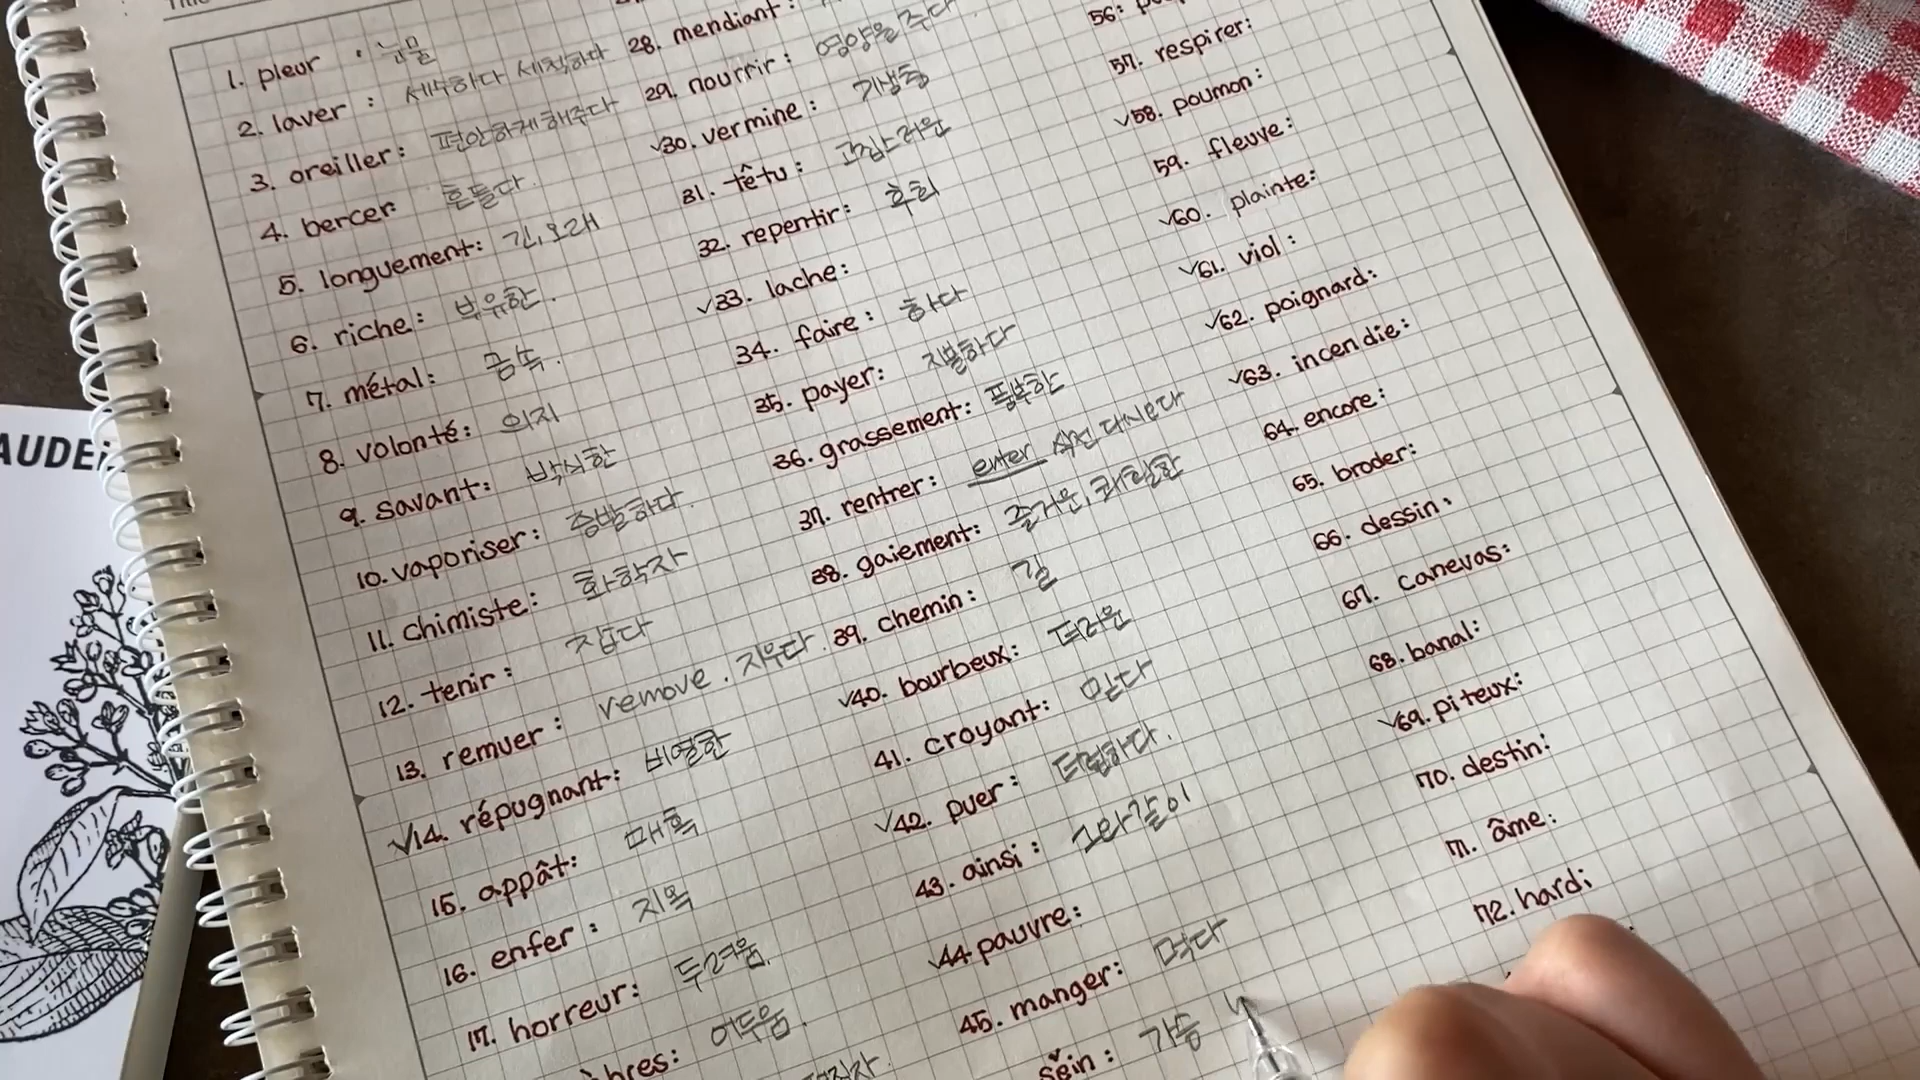 1. pleur : 눈물
2. laver : 세수하다 세척하다
3. oreiller: 편안하게 해주다
4. bercer 흔들다.
5. longuement: 긴, 오래
6. riche: 부유한.
7. métal: 금속.
8. volonté: 의지
9. savant: 박식한
10. vaporiser: 증발하다.
11. chimiste: 화학자
12. tenir: 잡다
13. remuer: remove. 지우다.
√14. répugnant: 비열한
15. appât: 매혹
16. enfer: 지옥
17. horreur: 두려움.
어두움.
28. mendiant:
29. nourrir: 영양을 주다
√30. vermine: 기생충
31. têtu: 고집스러운
32. repentir: 후회
√33. lache:
34. faire: 하다
35. payer: 지불하다
36. grassement: 풍부한
37. rentrer: enter
38. gaiement: 즐거운, 쾌활한
39. chemin: 길
√40. bourbeux: 더러운
41. croyant: 믿다
√42. puer: 더럽하다.
43. ainsi: 그와같이
√44. pauvre:
45. manger: 먹다
sein: 가슴
56:
57. respirer:
√58. poumon:
59. fleuve:
√60. plainte:
√61. viol:
√62. poignard:
√63. incendie:
64. encore:
65. broder:
66. dessin:
67. canevas:
68. banal:
√69. piteux:
70. destin:
71. âme:
72. hardi